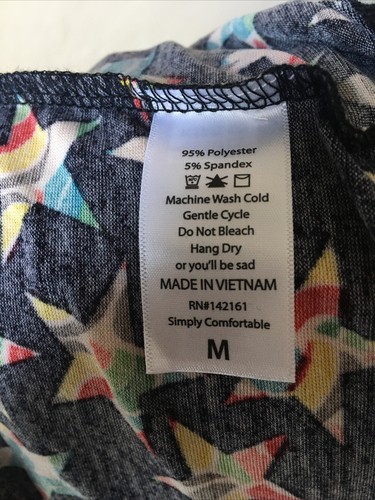 95% Polyester
5% Spandex
Machine Wash Cold
Gentle Cycle
Do Not Bleach
Hang Dry
or you'll be sad
MADE IN VIETNAM
RN#142161
Simply Comfortable
M